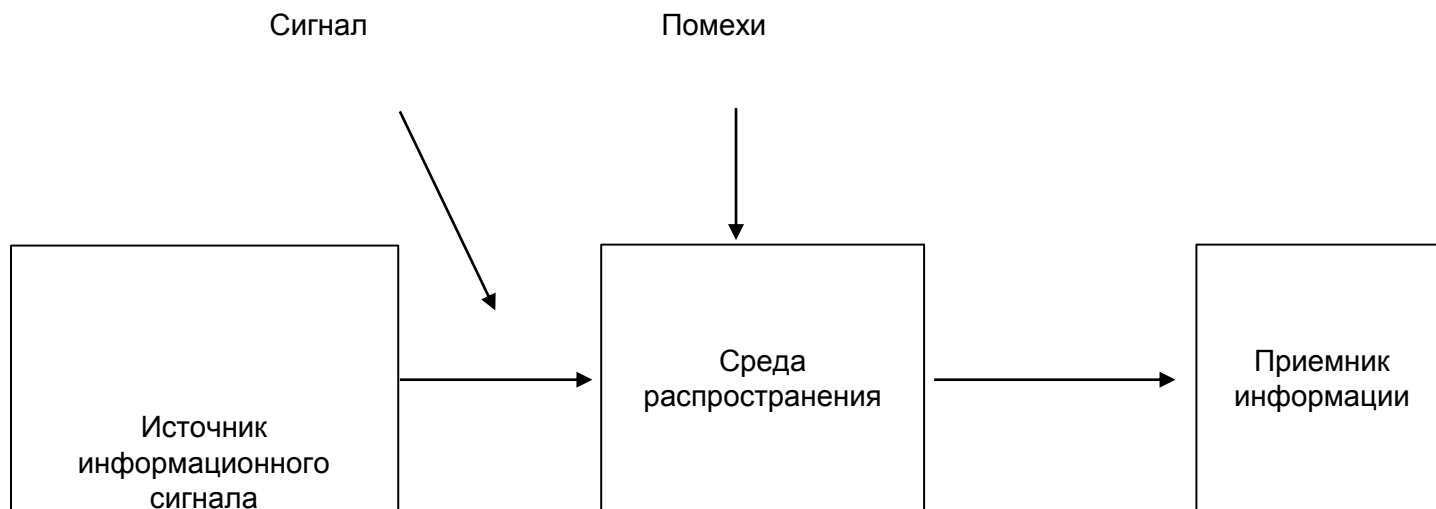 Сигнал
Помехи
Источник
информационного
сигнала
Среда
распространения
Приемник
информации